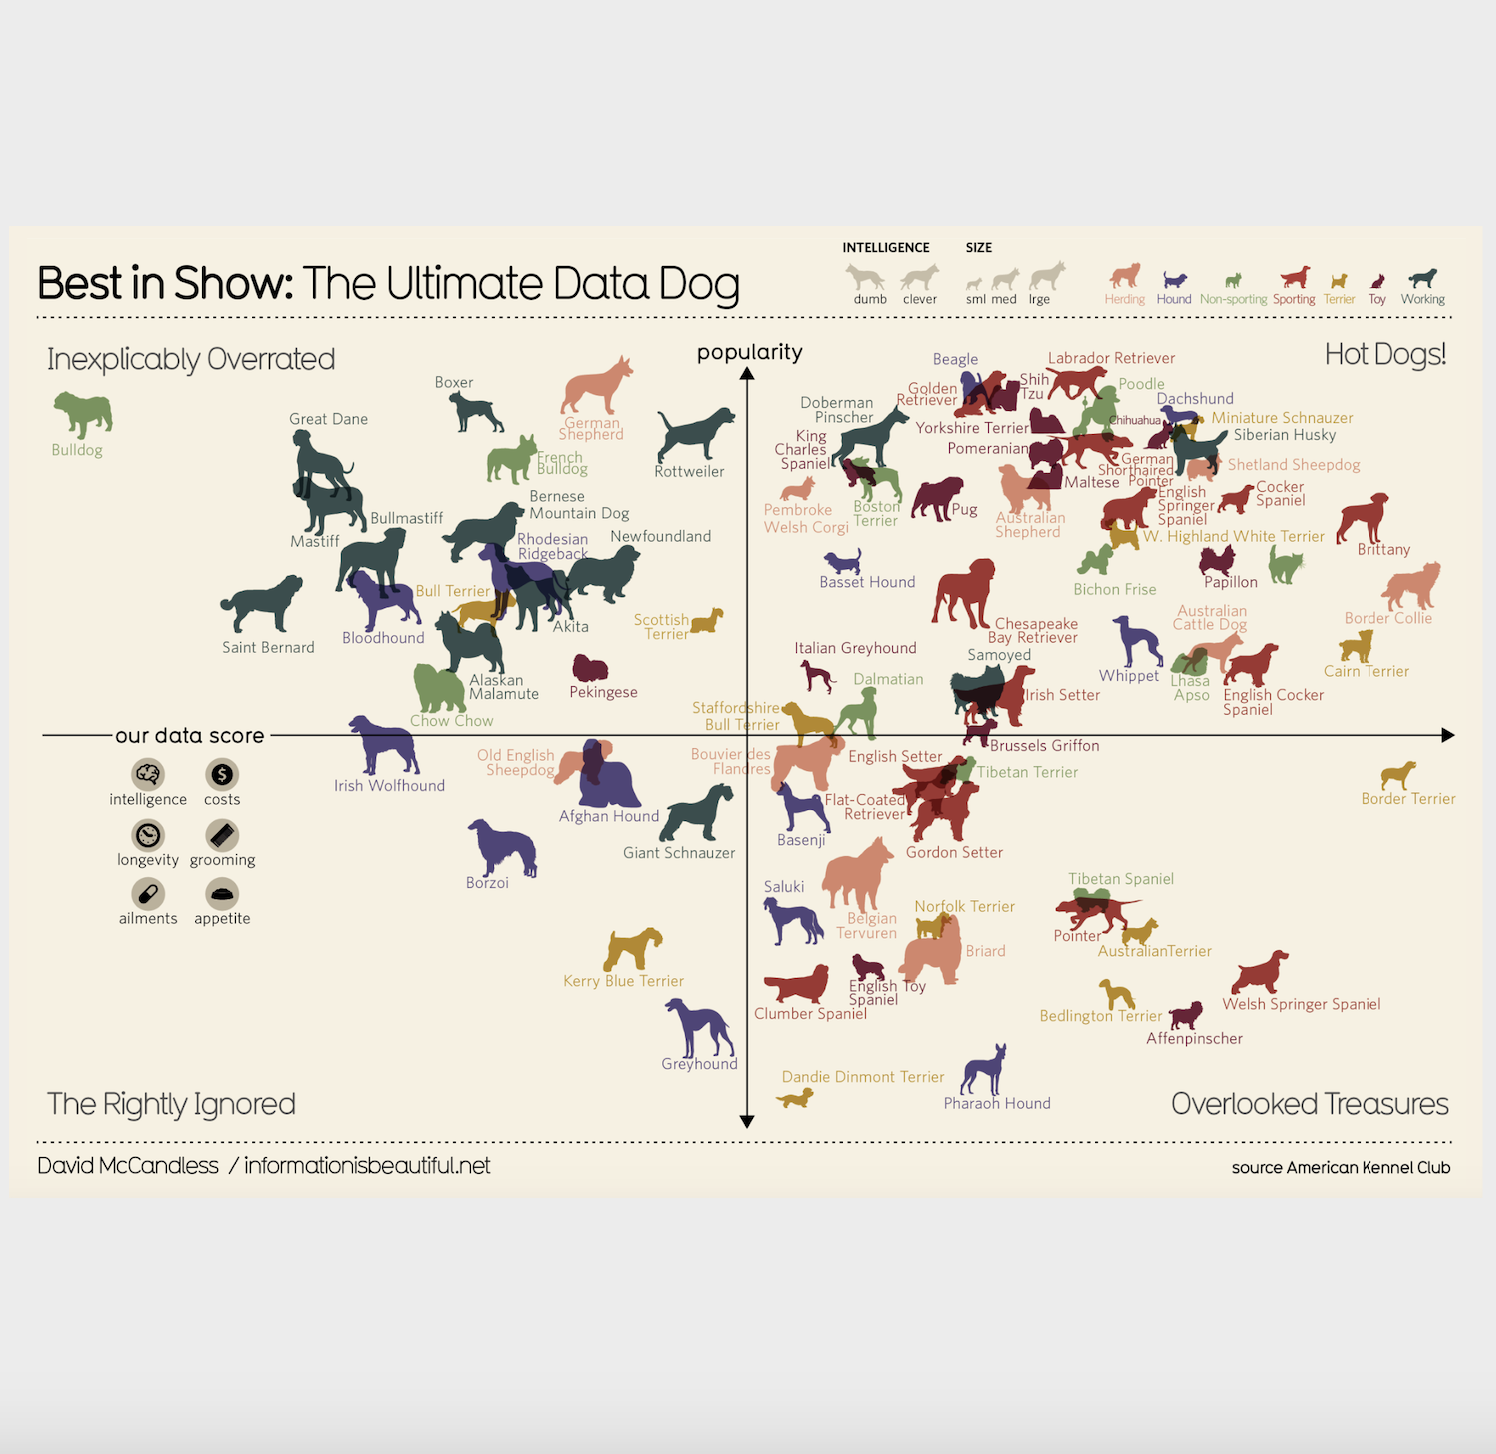 Best in Show: The Ultimate Data Dog
INTELLIGENCE
dumb
clever
SIZE
sml
med
lrge
Herding
Hound
Non-sporting
Sporting
Terrier
Toy
Working
Inexplicably Overrated
popularity
Hot Dogs!
Bulldog
Boxer
German
Shepherd
Great Dane
French
Bulldog
Rottweiler
Mastiff
Bullmastiff
Bernese
Mountain Dog
Rhodesian
Ridgeback
Newfoundland
Saint Bernard
Bloodhound
Bull Terrier
Akita
Scottish
Terrier
Alaskan
Malamute
Pekingese
Chow Chow
Beagle
Labrador Retriever
Golden
Retriever
Shih
Tzu
Poodle
Doberman
Pinscher
Dachshund
Yorkshire Terrier
Chihuahua
Miniature Schnauzer
King
Charles
Spaniel
Pomeranian
Siberian Husky
German
Shorthaired
Pointer
Shetland Sheepdog
Maltese
Pembroke
Welsh Corgi
Boston
Terrier
Pug
Australian
Shepherd
English
Springer
Spaniel
Cocker
Spaniel
Brittany
W. Highland White Terrier
Basset Hound
Bichon Frise
Papillon
Border Collie
Chesapeake
Bay Retriever
Australian
Cattle Dog
Italian Greyhound
Samoyed
Whippet
Lhasa
Apso
English Cocker
Spaniel
Cairn Terrier
Dalmatian
Irish Setter
Staffordshire
Bull Terrier
Brussels Griffon
our data score
intelligence
costs
longevity
grooming
ailments
appetite
Irish Wolfhound
Old English
Sheepdog
Afghan Hound
Giant Schnauzer
Borzoi
Kerry Blue Terrier
Greyhound
Bouvier des
Flandres
English Setter
Tibetan Terrier
Border Terrier
Basenji
Flat-Coated
Retriever
Gordon Setter
Saluki
Belgian
Tervuren
Norfolk Terrier
Briard
Tibetan Spaniel
Pointer
AustralianTerrier
Clumber Spaniel
English Toy
Spaniel
Bedlington Terrier
Welsh Springer Spaniel
Affenpinscher
Dandie Dinmont Terrier
Pharaoh Hound
The Rightly Ignored
Overlooked Treasures
David McCandless / informationisbeautiful.net
source American Kennel Club